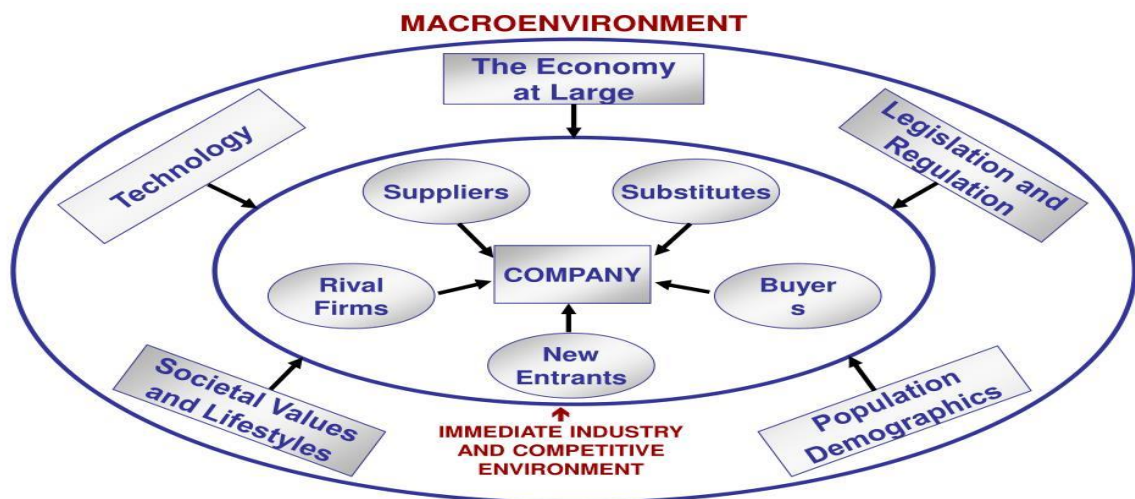 MACROENVIRONMENT
The Economy
at Large
Technology
Legislation and
Regulation
Suppliers
Substitutes
COMPANY
Rival
Firms
Buyer
s
New
Entrants
Societal Values
and Lifestyles
Population
Demographics
IMMEDIATE INDUSTRY
AND COMPETITIVE
ENVIRONMENT